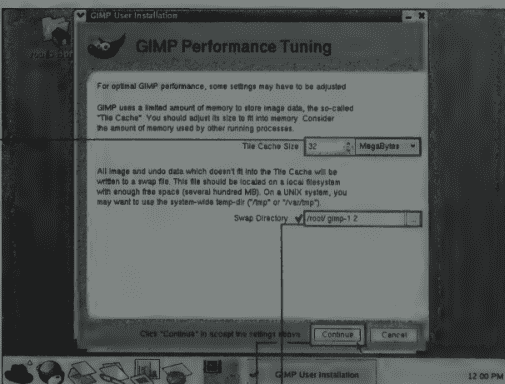 GIMP User Installation
GIMP Performance Tuning
For optimal GIMP performance, some settings may have to be adjusted
GIMP uses a limited amount of memory to store image data, the so-called
"Tile Cache" You should adjust its size to fit into memory Consider
the amount of memory used by other running processes.
Tile Cache Size 32 MegaBytes
All image and undo data which doesn't fit into the Tile Cache will be
written to a swap file. This file should be located on a local filesystem
with enough free space (several hundred MB). On a UNIX system, you
may want to use the system-wide temp-dir ("/tmp" or "/var/tmp").
Swap Directory /root/ gimp-1 2 ...
Click "Continue" to accept the settings above Continue Cancel
GIMP User Installation 12 00 PM